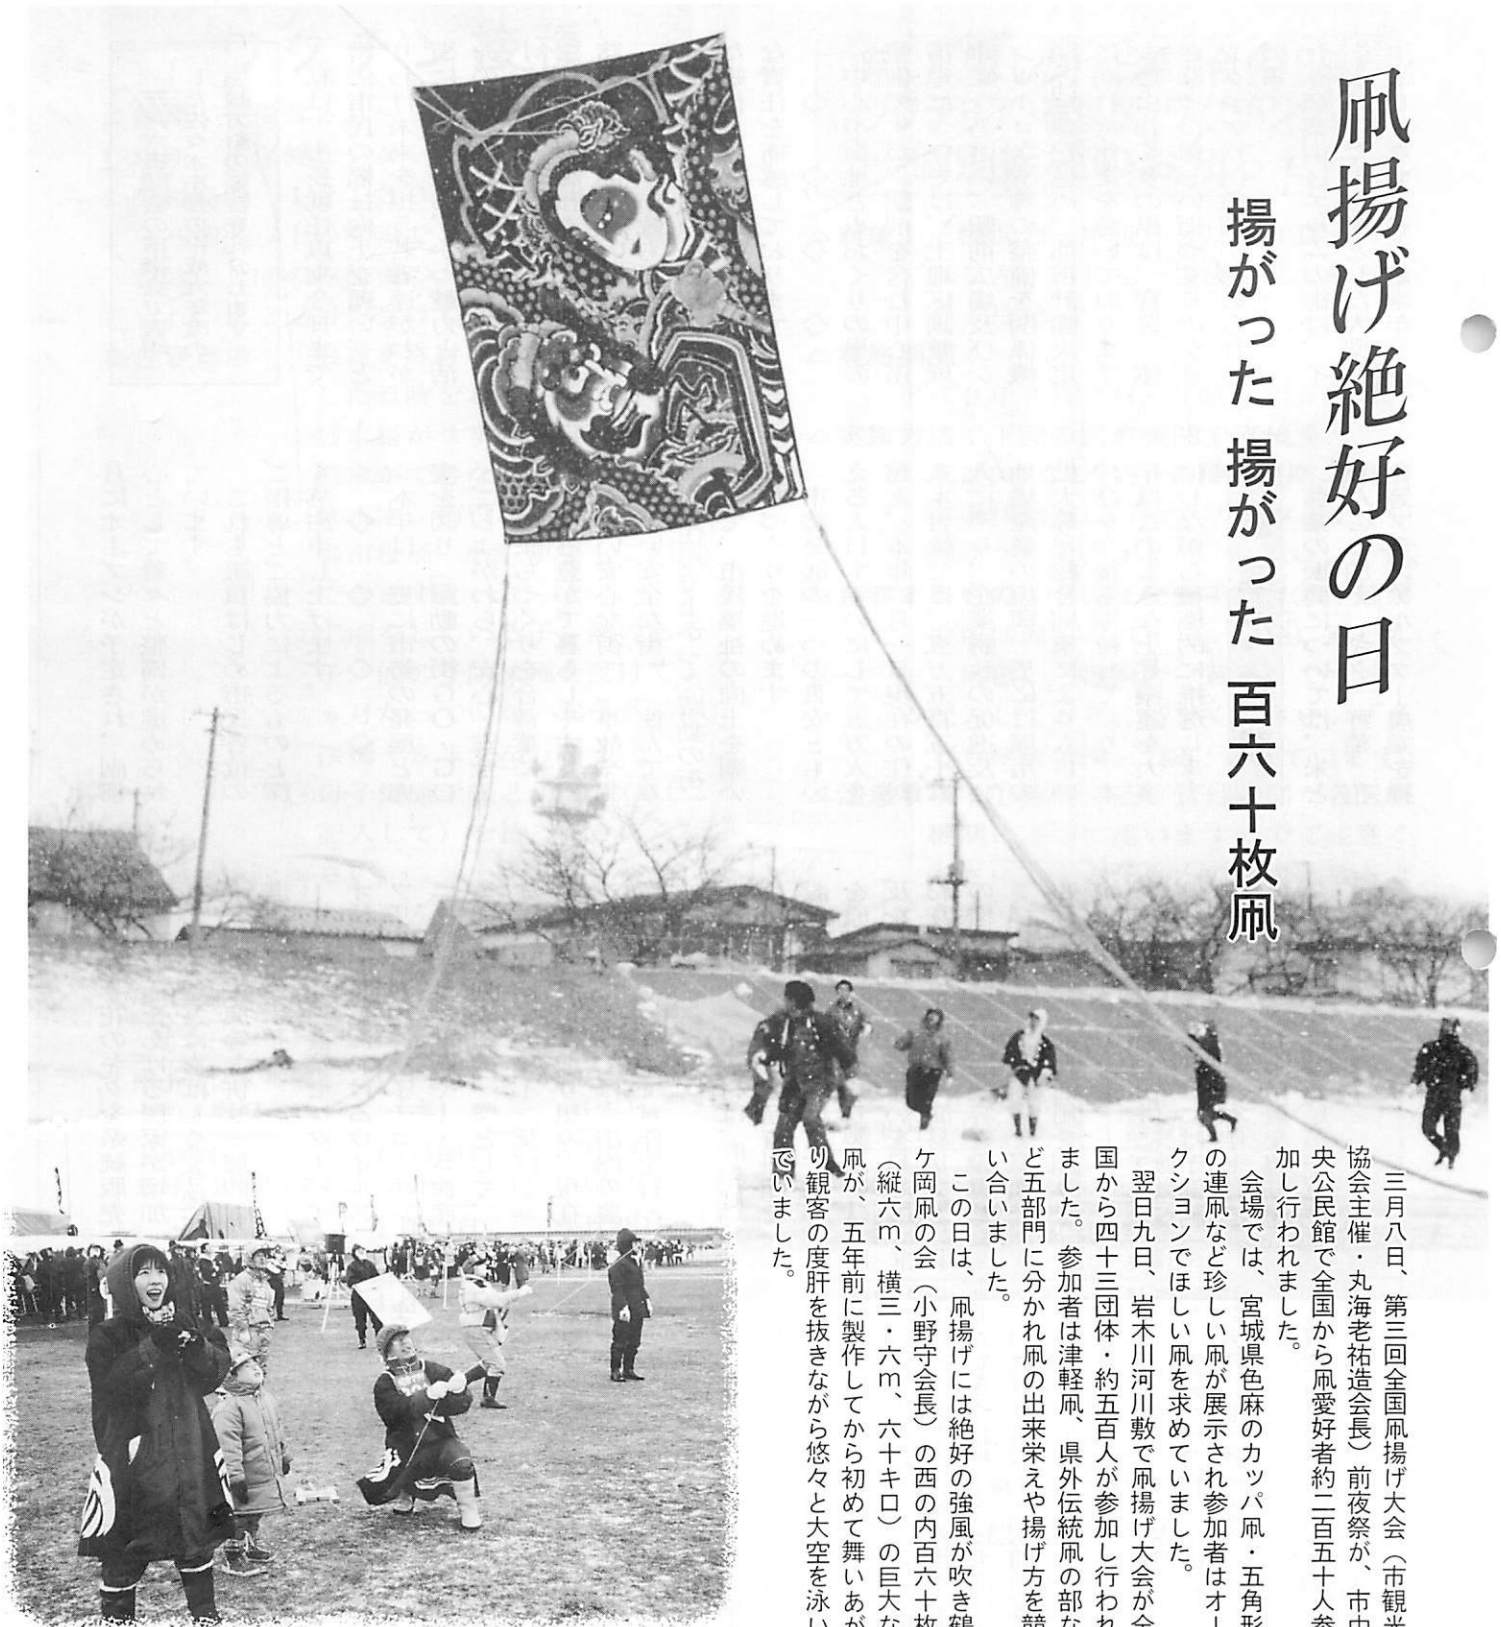 凧揚げ絶好の日
揚がった 揚がった 百六十枚凧
三月八日、第三回全国凧揚げ大会（市観光
協会主催・丸海老祐造会長）前夜祭が、市中
央公民館で全国から凧愛好者約二百五十人参
加し行われました。
会場では、宮城県色麻のカッパ凧・五角形
の連凧など珍しい凧が展示され参加者はオー
クションでほしい凧を求めていました。
翌日九日、岩木川河川敷で凧揚げ大会が全
国から四十三団体・約五百人が参加し行われ
ました。参加者は津軽凧、県外伝統凧の部な
ど五部門に分かれ凧の出来栄えや揚げ方を競
い合いました。
この日は、凧揚げには絶好の強風が吹き鶴
ケ岡凧の会（小野守会長）の西の内百六十枚
（縦六ｍ、横三・六ｍ、六十キロ）の巨大な
凧が、五年前に製作してから初めて舞いあが
り観客の度肝を抜きながら悠々と大空を泳い
でいました。